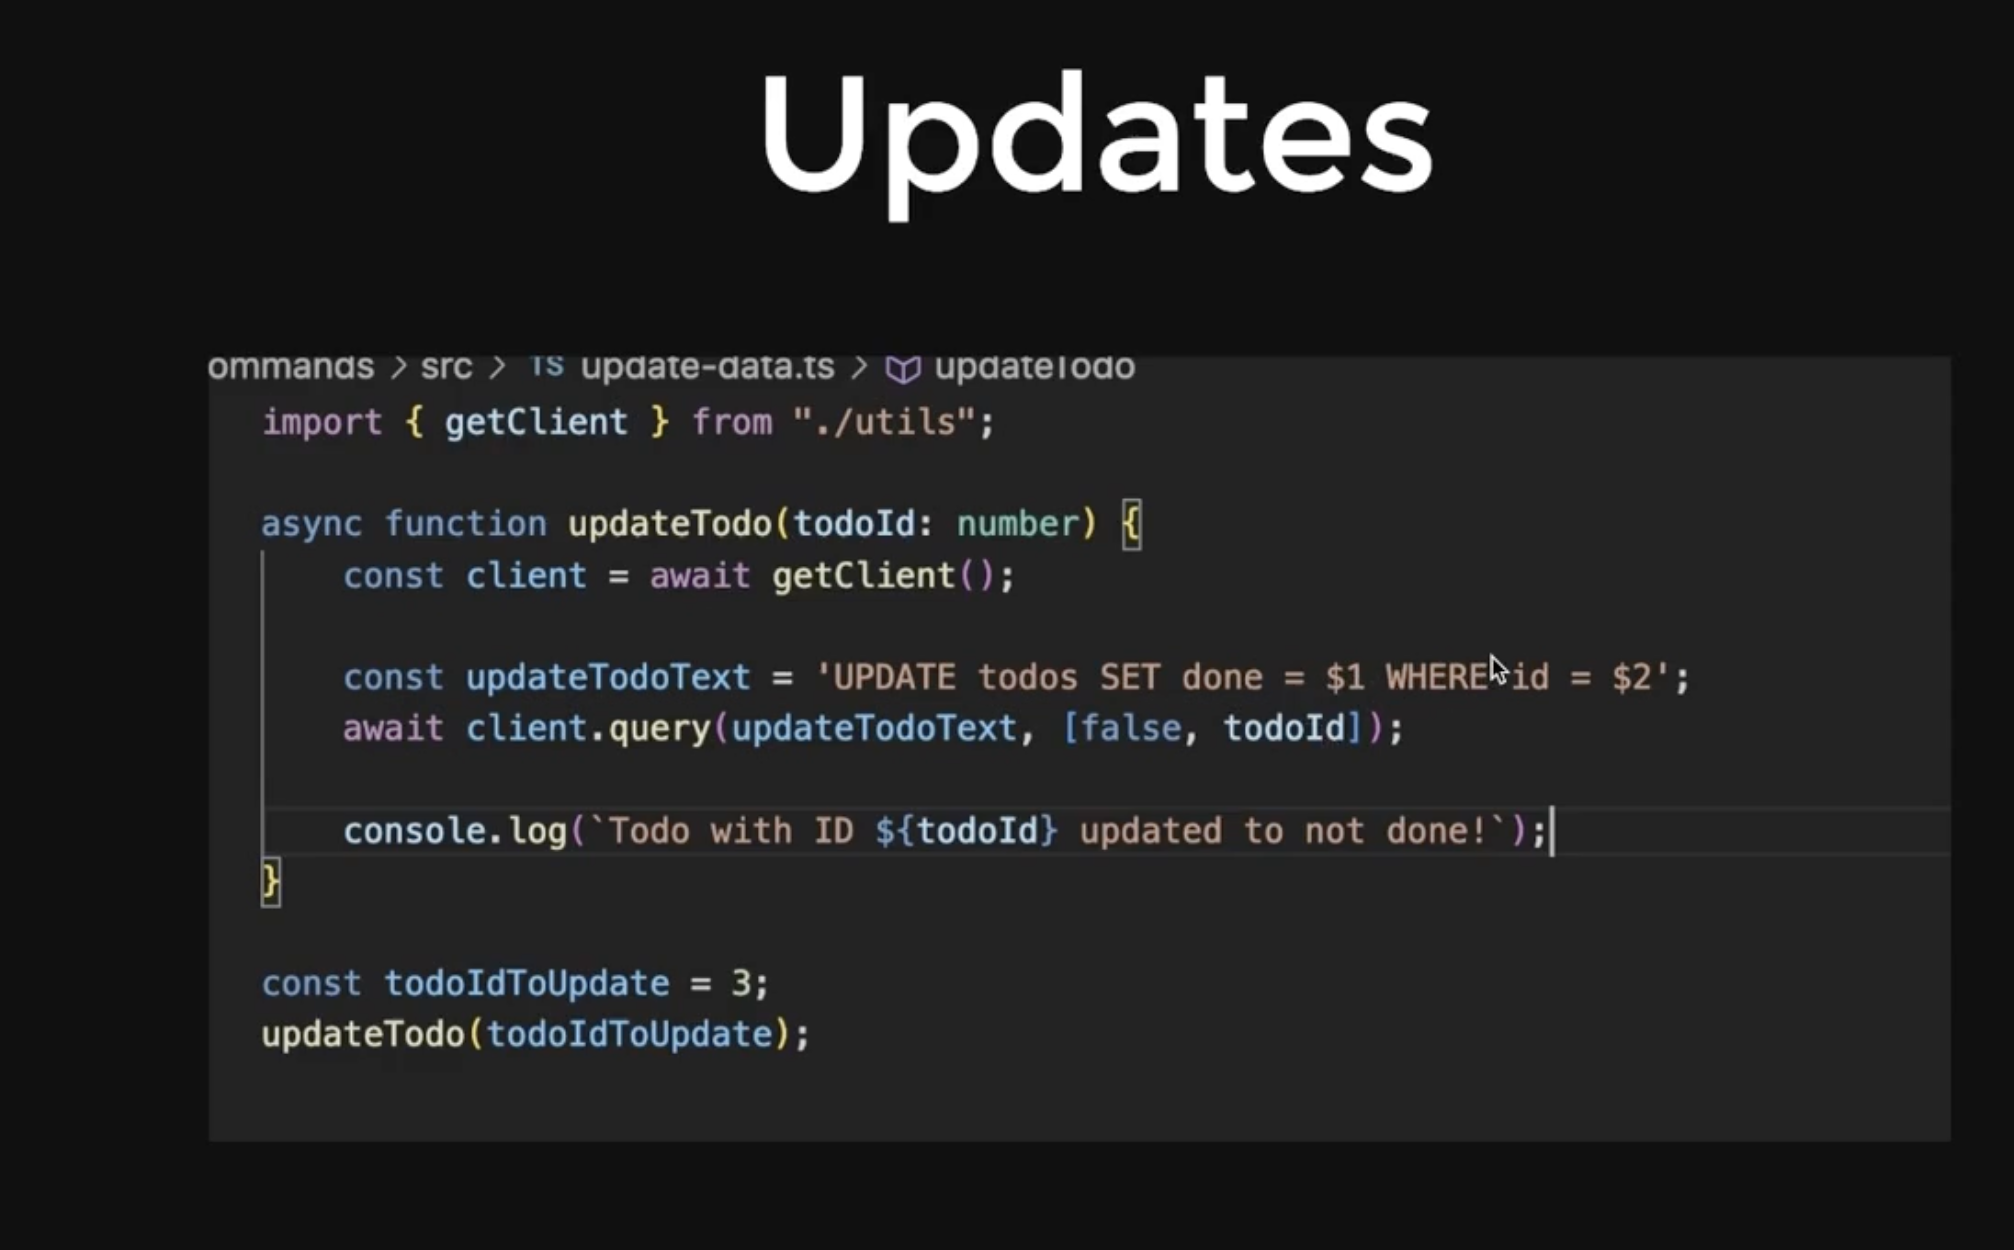 Updates
ommands > src > TS update-data.ts > updateTodo
import { getClient } from "./utils";
async function updateTodo(todoId: number) {
const client = await getClient();
const updateTodoText = 'UPDATE todos SET done = $1 WHERE id = $2';
await client.query(updateTodoText, [false, todoId]);
console.log(`Todo with ID ${todoId} updated to not done!`);
}
const todoIdToUpdate = 3;
updateTodo(todoIdToUpdate);